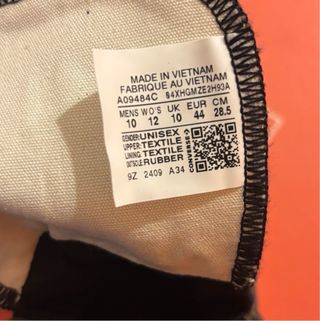 MADE IN VIETNAM
FABRIQUE AU VIETNAM
A09484C 94XHGMZE2H93A
MENS WO'S UK EUR CM
10 12 10 44 28.5
GENDER: UNISEX
UPPER: TEXTILE
LINING: TEXTILE
OUTSOLE: RUBBER
CONVERSE
9Z 2409 A34